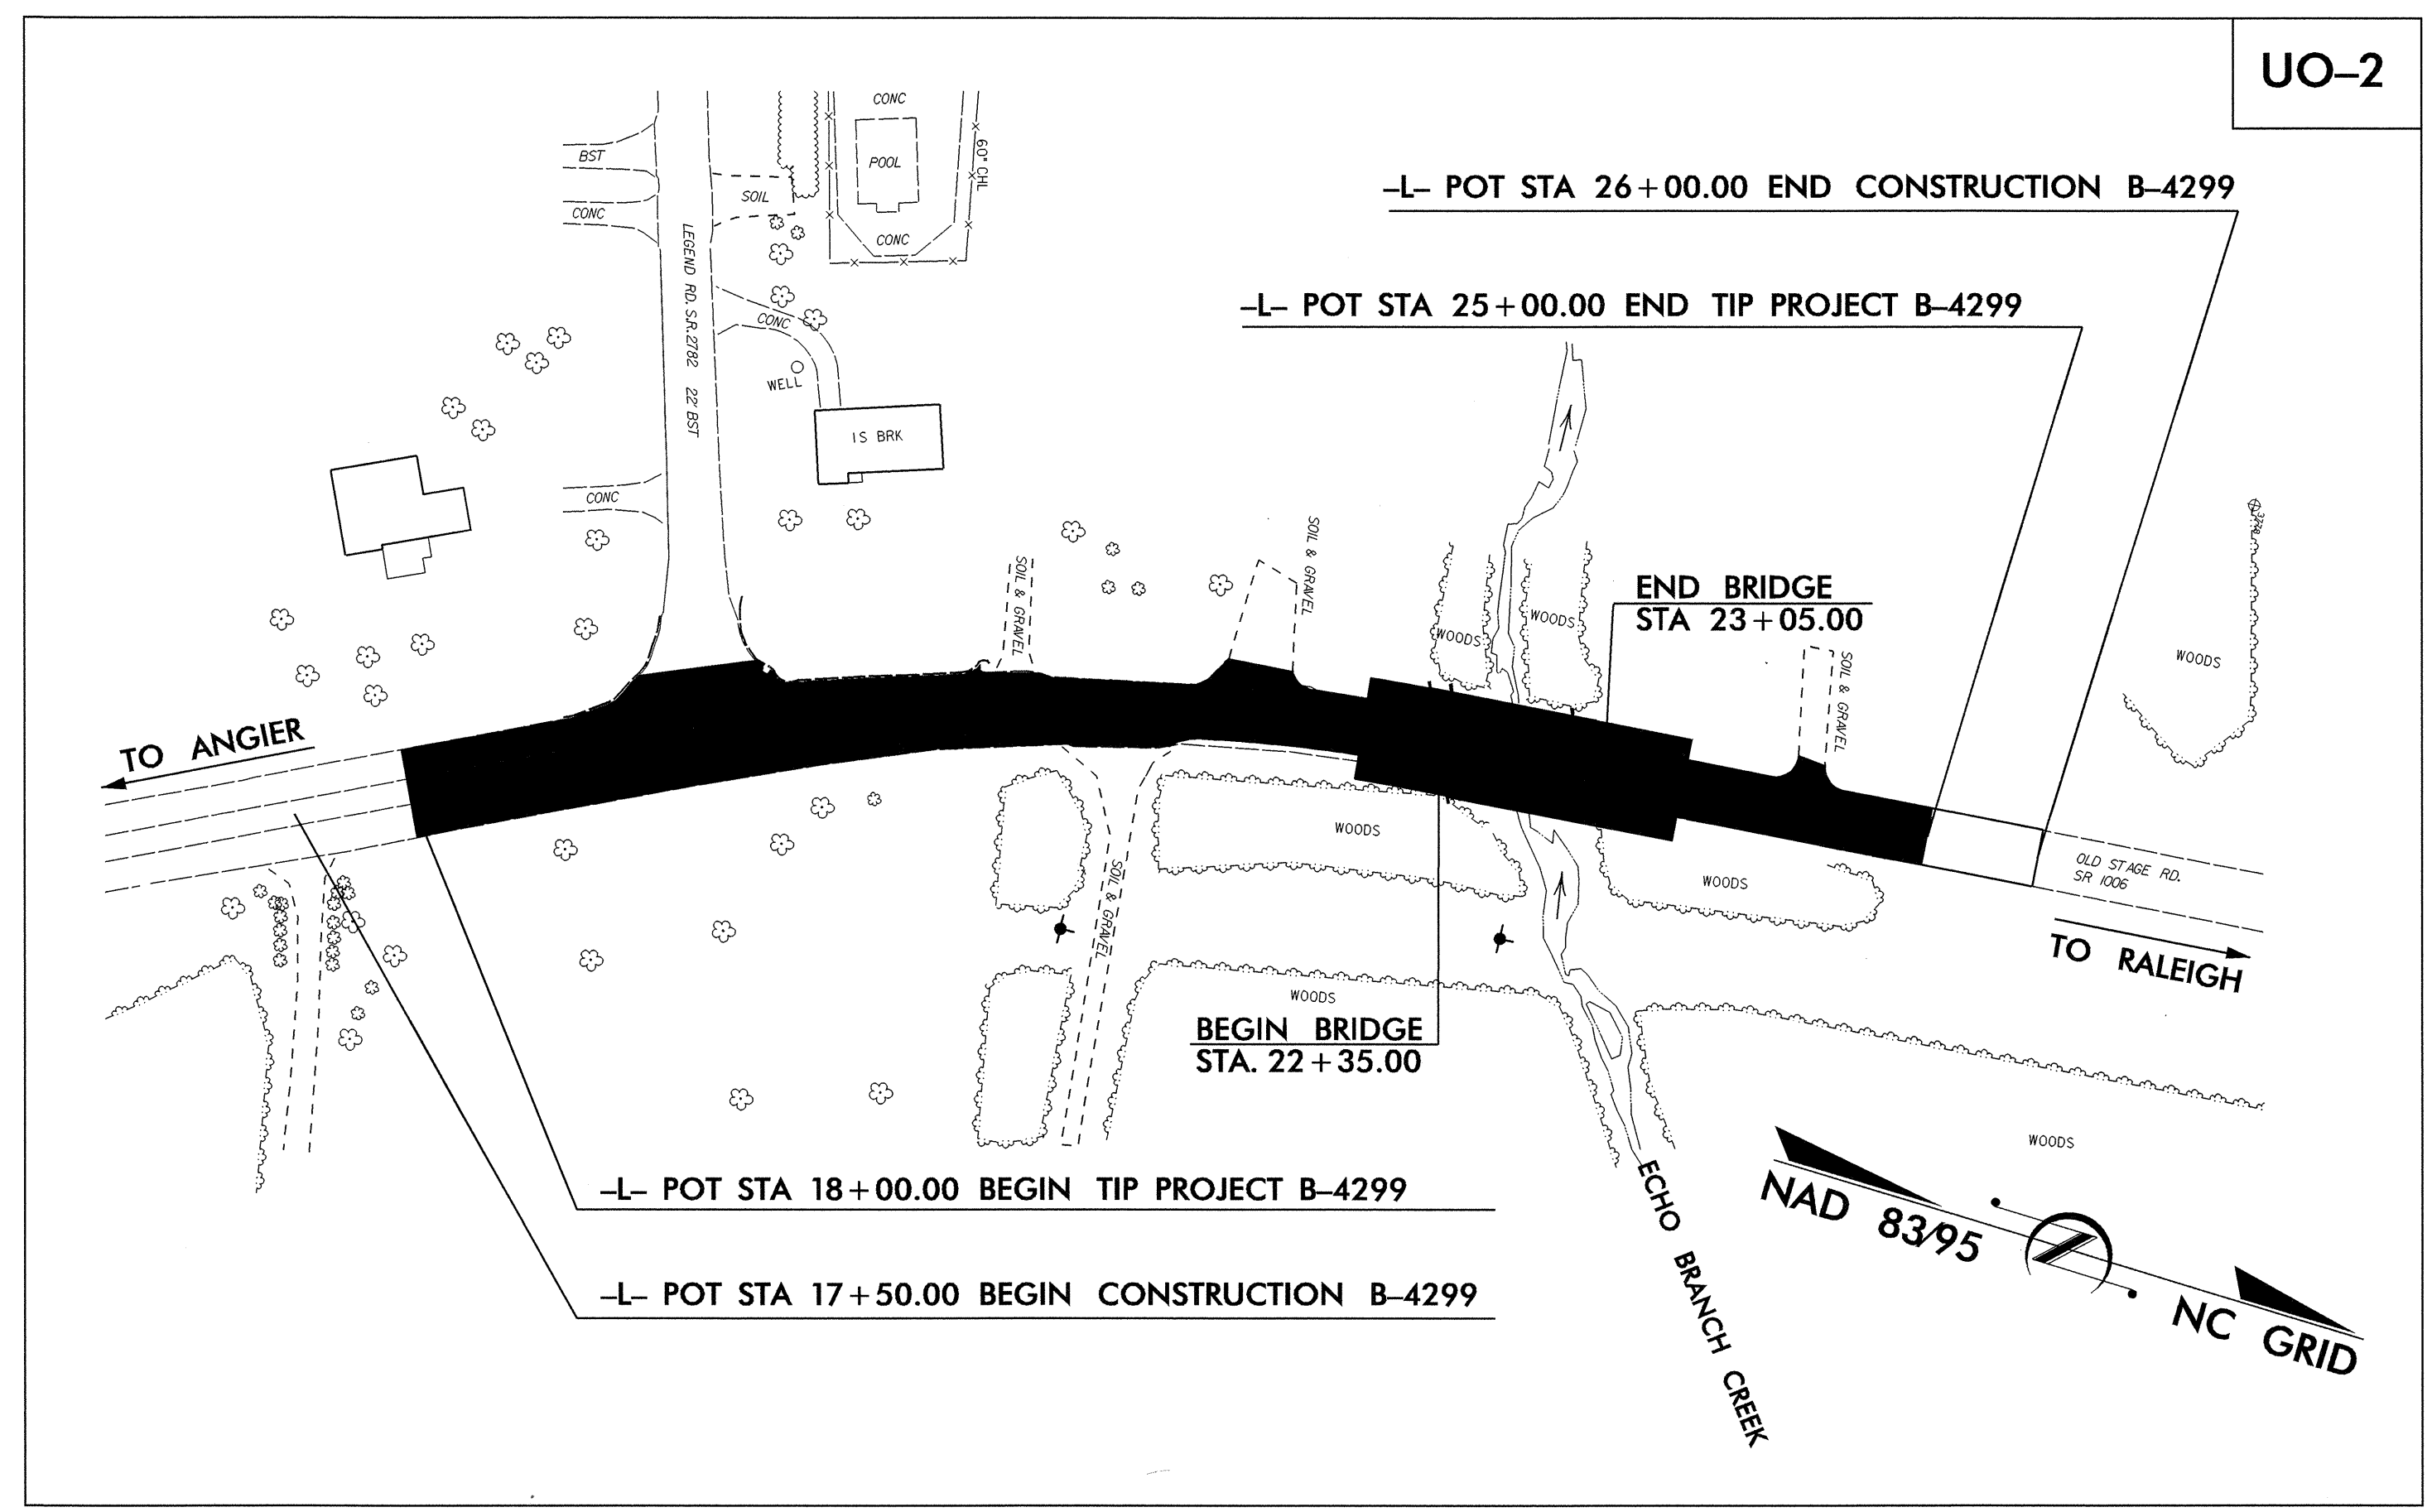 UO–2
CONC
BST
POOL
60" CHL
SOIL
CONC
CONC
–L– POT STA 26+00.00 END CONSTRUCTION B–4299
LEGEND RD. S.R. 2782 22' BST
–L– POT STA 25+00.00 END TIP PROJECT B–4299
CONC
WELL
1S BRK
CONC
SOIL & GRAVEL
SOIL & GRAVEL
END BRIDGE
STA 23+05.00
WOODS
WOODS
WOODS
SOIL & GRAVEL
TO ANGIER
WOODS
WOODS
OLD STAGE RD.
SR 1006
SOIL & GRAVEL
TO RALEIGH
WOODS
BEGIN BRIDGE
STA. 22+35.00
WOODS
–L– POT STA 18+00.00 BEGIN TIP PROJECT B–4299
ECHO BRANCH CREEK
NAD 83/95
NC GRID
–L– POT STA 17+50.00 BEGIN CONSTRUCTION B–4299